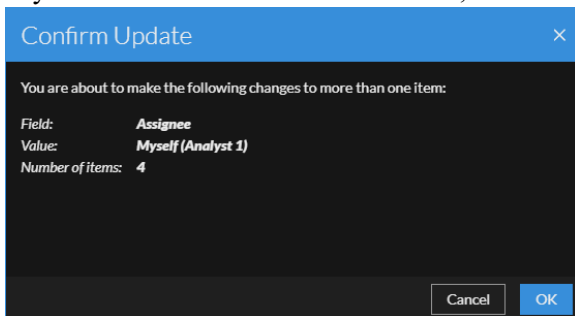 Confirm Update
×
You are about to make the following changes to more than one item:
Field: Assignee
Value: Myself (Analyst 1)
Number of items: 4
Cancel OK